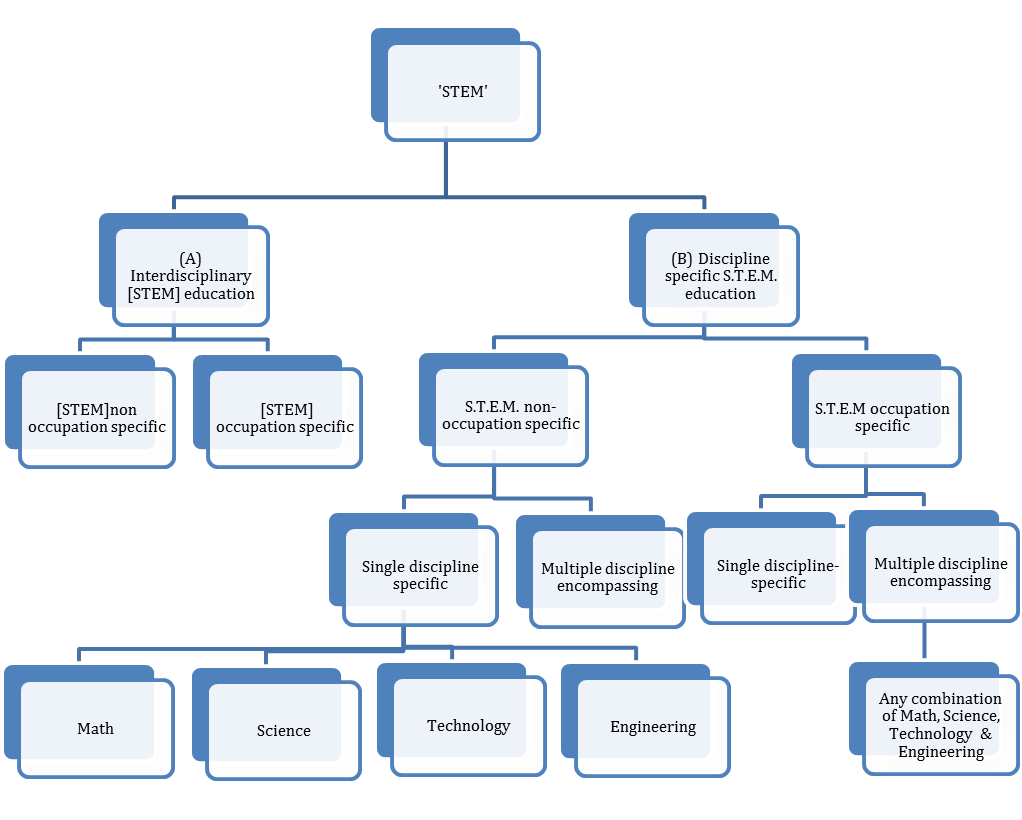 'STEM'
(A)
Interdisciplinary
[STEM] education
(B) Discipline
specific S.T.E.M.
education
[STEM]non
occupation specific
[STEM]
occupation specific
S.T.E.M. non-
occupation specific
S.T.E.M occupation
specific
Single discipline
specific
Multiple discipline
encompassing
Single discipline-
specific
Multiple discipline
encompassing
Math
Science
Technology
Engineering
Any combination
of Math, Science,
Technology &
Engineering